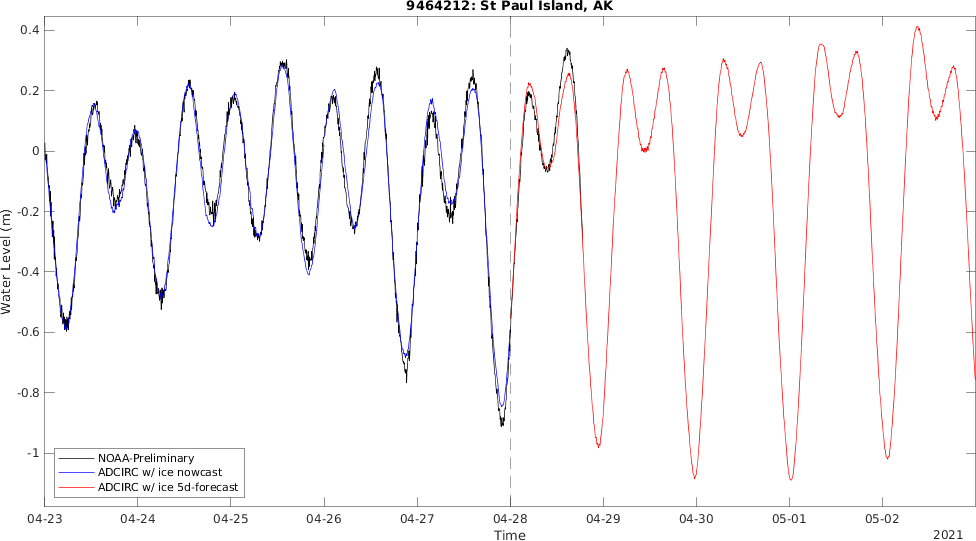 9464212: St Paul Island, AK
0.4
0.2
0
-0.2
-0.4
-0.6
-0.8
-1
Water Level (m)
NOAA-Preliminary
ADCIRC w/ ice nowcast
ADCIRC w/ ice 5d-forecast
04-23 04-24 04-25 04-26 04-27 04-28 04-29 04-30 05-01 05-02
Time
2021